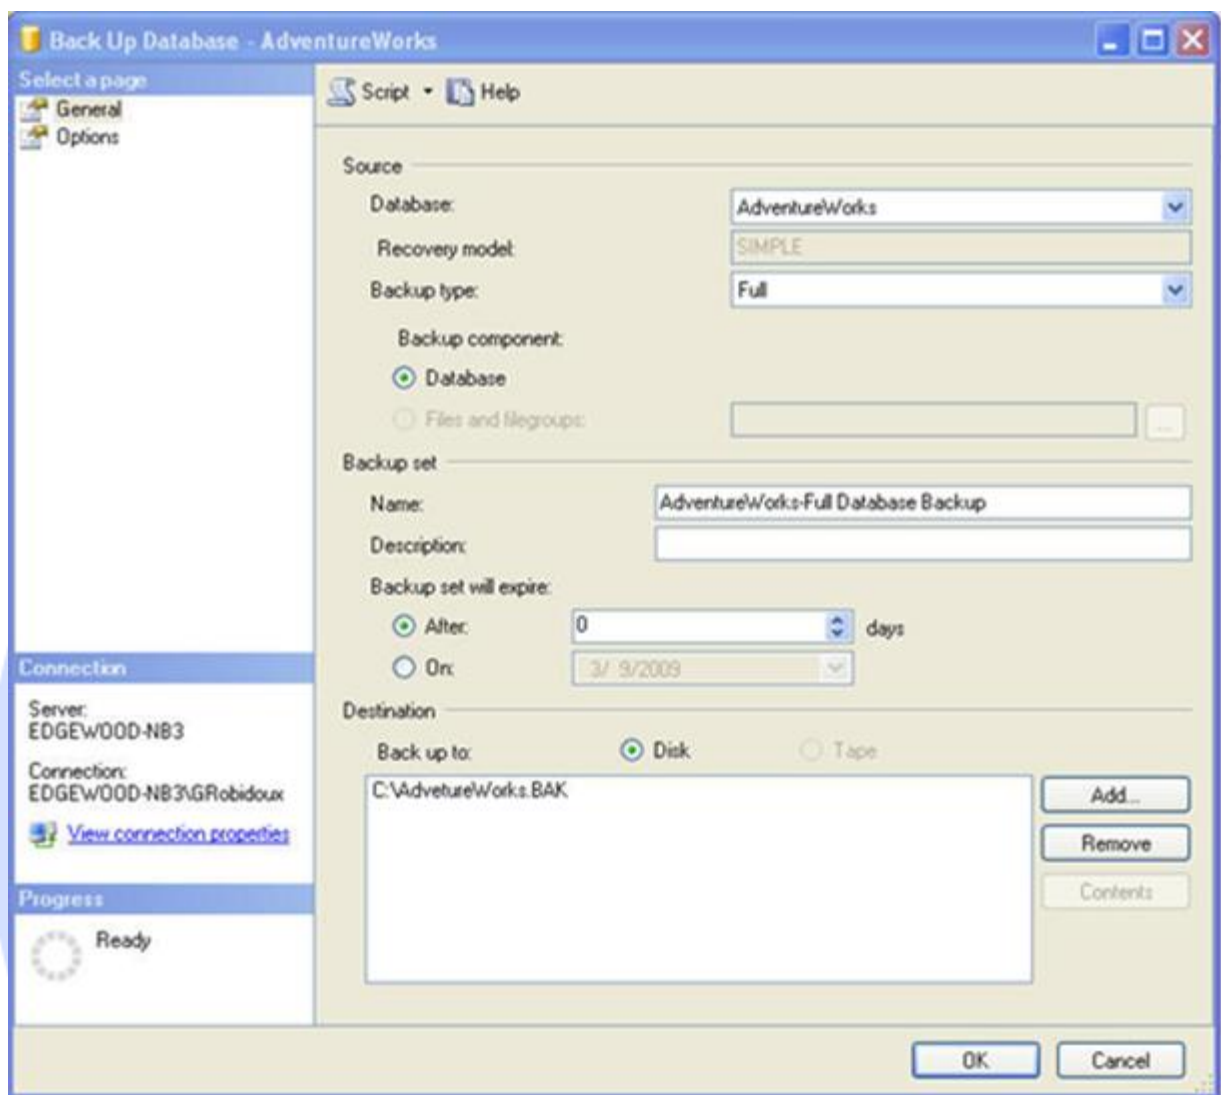 Back Up Database - AdventureWorks
Select a page
General
Options
Script Help
Source
Database: AdventureWorks
Recovery model: SIMPLE
Backup type: Full
Backup component:
Database
Files and filegroups: ...
Backup set
Name: AdventureWorks-Full Database Backup
Description:
Backup set will expire:
After: 0 days
On: 3/ 9/2009
Destination
Back up to: Disk Tape
C:\AdvetureWorks.BAK
Add...
Remove
Contents
Connection
Server:
EDGEWOOD-NB3
Connection:
EDGEWOOD-NB3\GRobidoux
View connection properties
Progress
Ready
OK Cancel